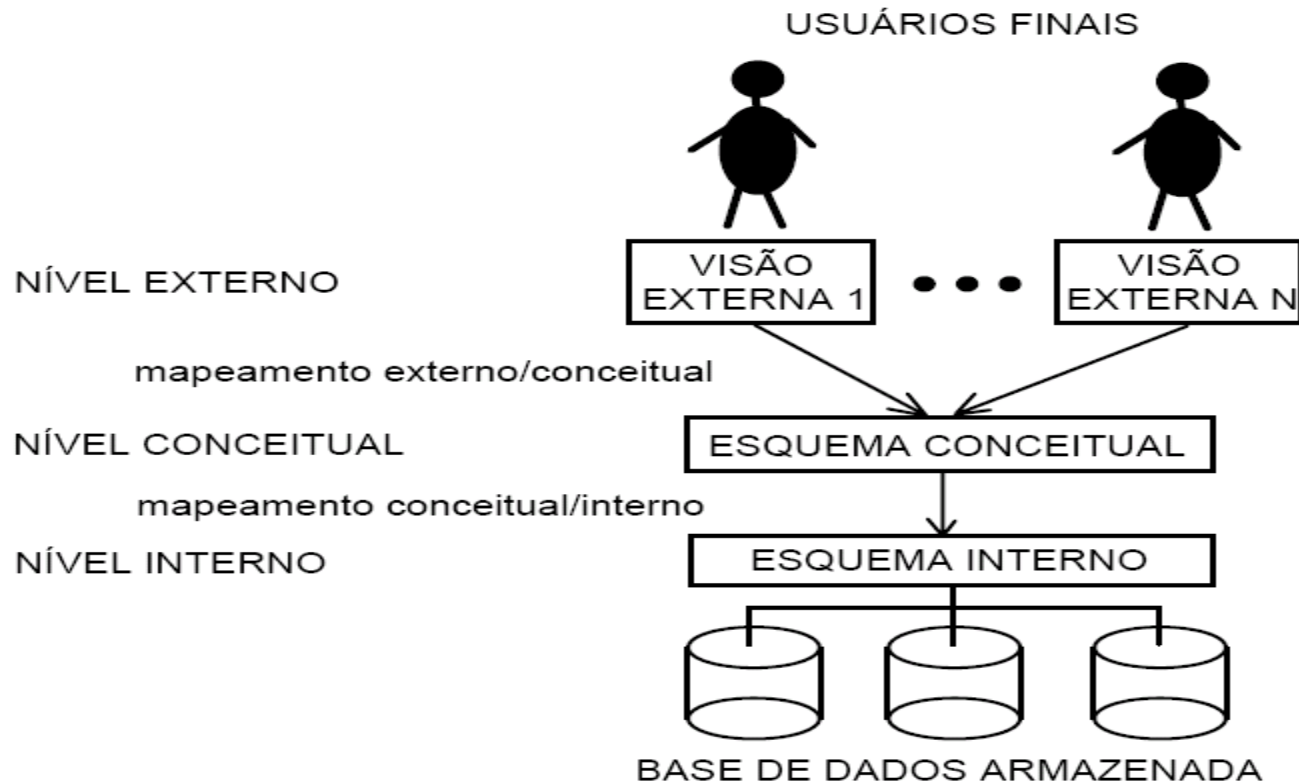 USUÁRIOS FINAIS
NÍVEL EXTERNO
VISÃO
EXTERNA 1
VISÃO
EXTERNA N
mapeamento externo/conceitual
NÍVEL CONCEITUAL
ESQUEMA CONCEITUAL
mapeamento conceitual/interno
NÍVEL INTERNO
ESQUEMA INTERNO
BASE DE DADOS ARMAZENADA